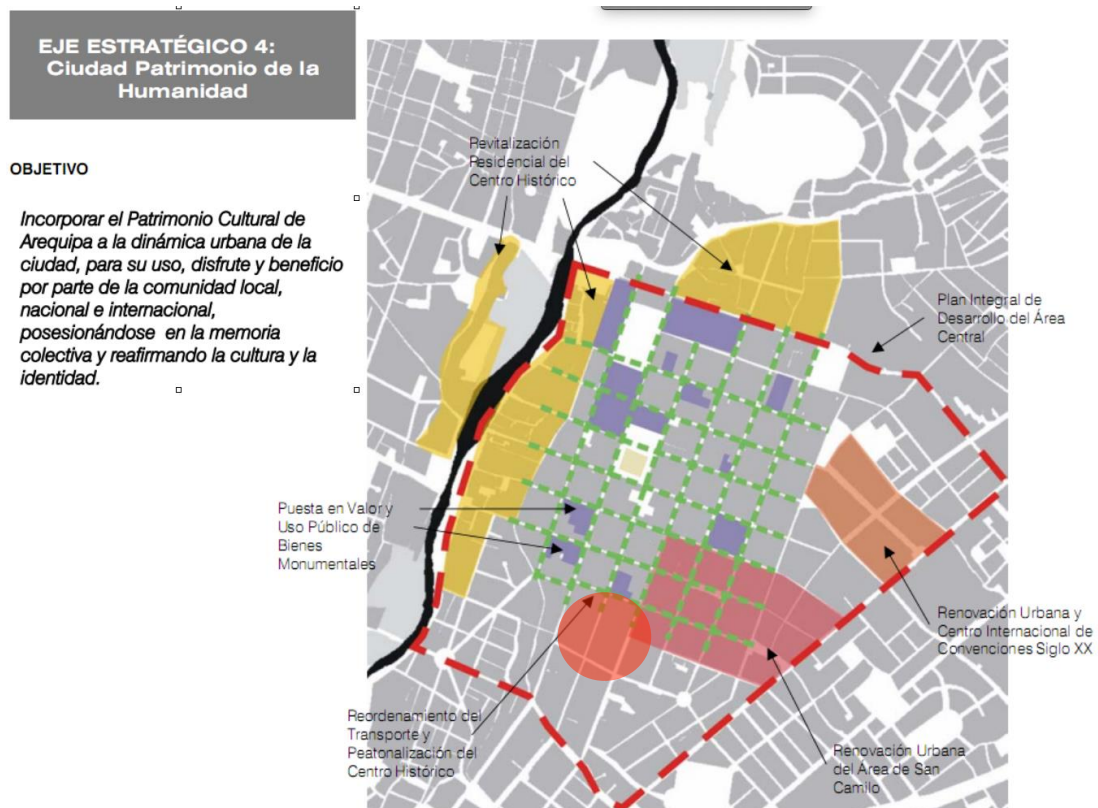 EJE ESTRATÉGICO 4:
Ciudad Patrimonio de la
Humanidad
OBJETIVO
Incorporar el Patrimonio Cultural de
Arequipa a la dinámica urbana de la
ciudad, para su uso, disfrute y beneficio
por parte de la comunidad local,
nacional e internacional,
posesionándose en la memoria
colectiva y reafirmando la cultura y la
identidad.
Revitalización
Residencial del
Centro Histórico
Plan Integral de
Desarrollo del Área
Central
Puesta en Valor y
Uso Público de
Bienes
Monumentales
Renovación Urbana y
Centro Internacional de
Convenciones Siglo XX
Reordenamiento del
Transporte y
Peatonalización del
Centro Histórico
Renovación Urbana
del Área de San
Camilo